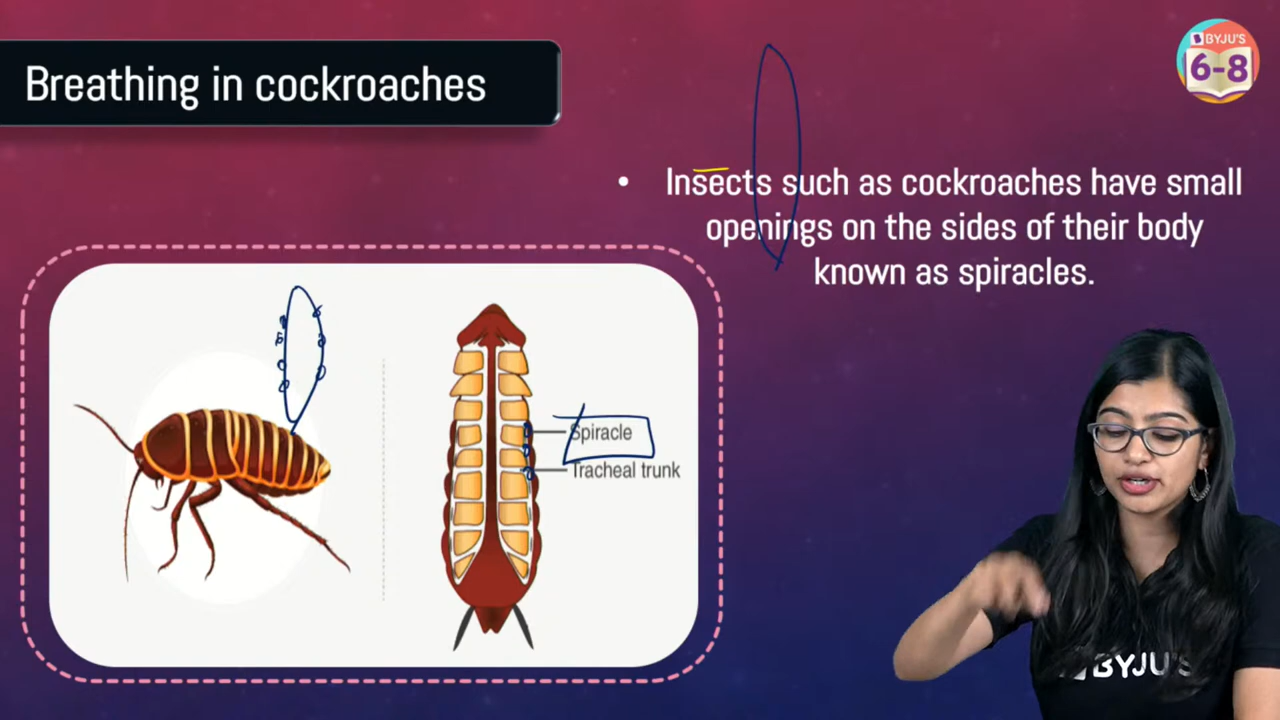 Breathing in cockroaches
BYJU'S
6-8
• Insects such as cockroaches have small
openings on the sides of their body
known as spiracles.
Spiracle
Tracheal trunk
BYJU'S